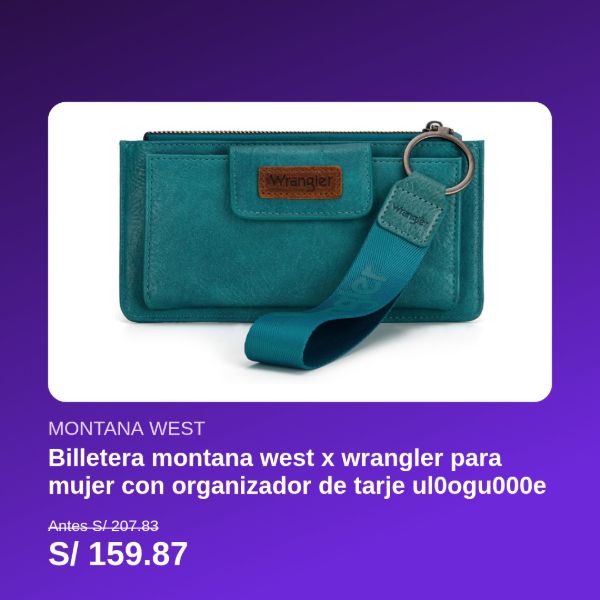 Wrangler
Wrangler
gler
MONTANA WEST
Billetera montana west x wrangler para
mujer con organizador de tarje ul0ogu000e
Antes S/ 207.83
S/ 159.87